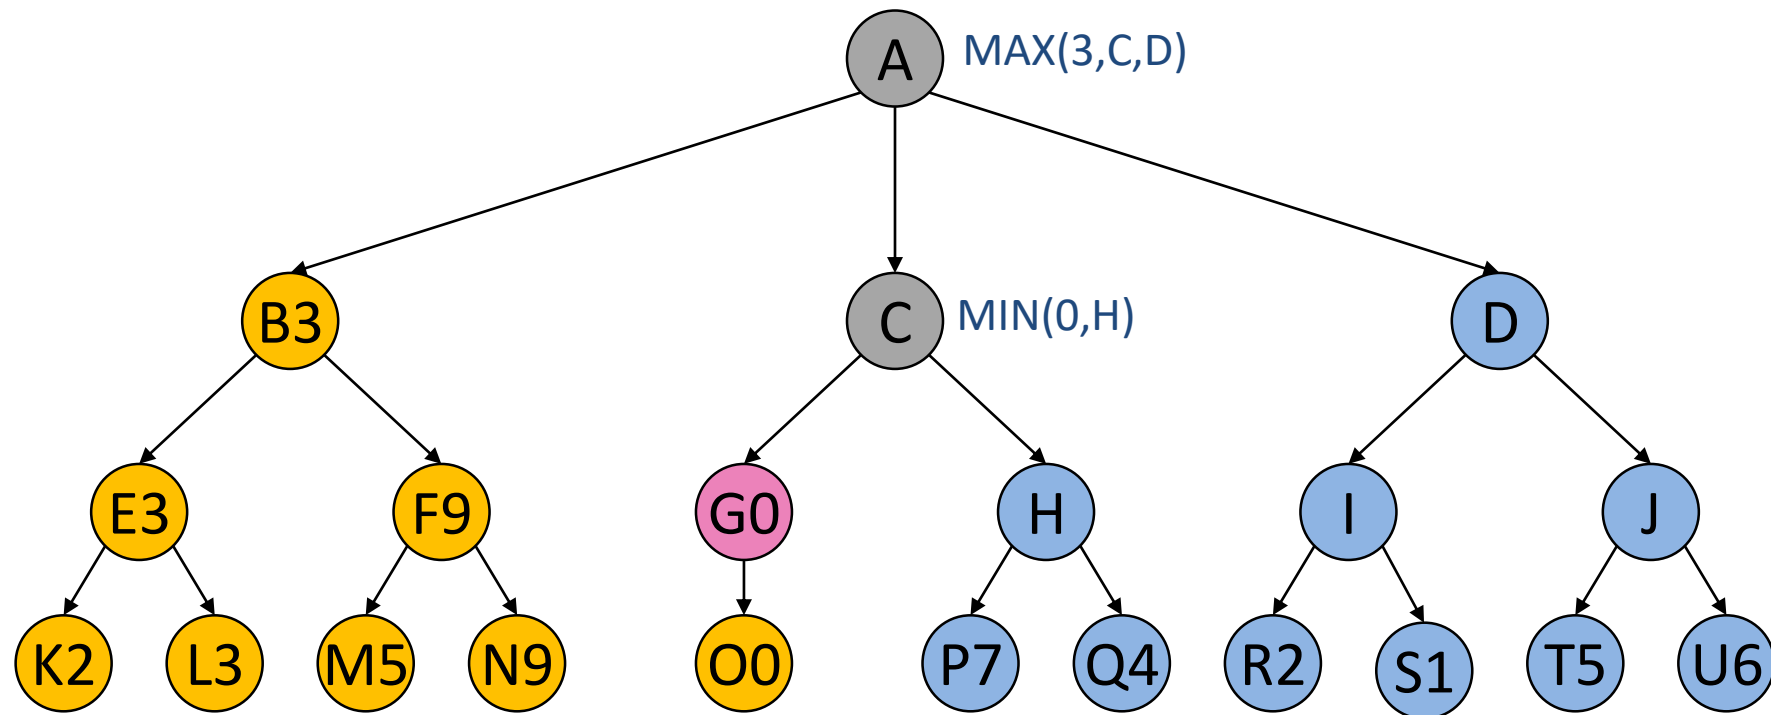 A MAX(3,C,D)
B3 C MIN(0,H) D
E3 F9 G0 H I J
K2 L3 M5 N9 O0 P7 Q4 R2 S1 T5 U6